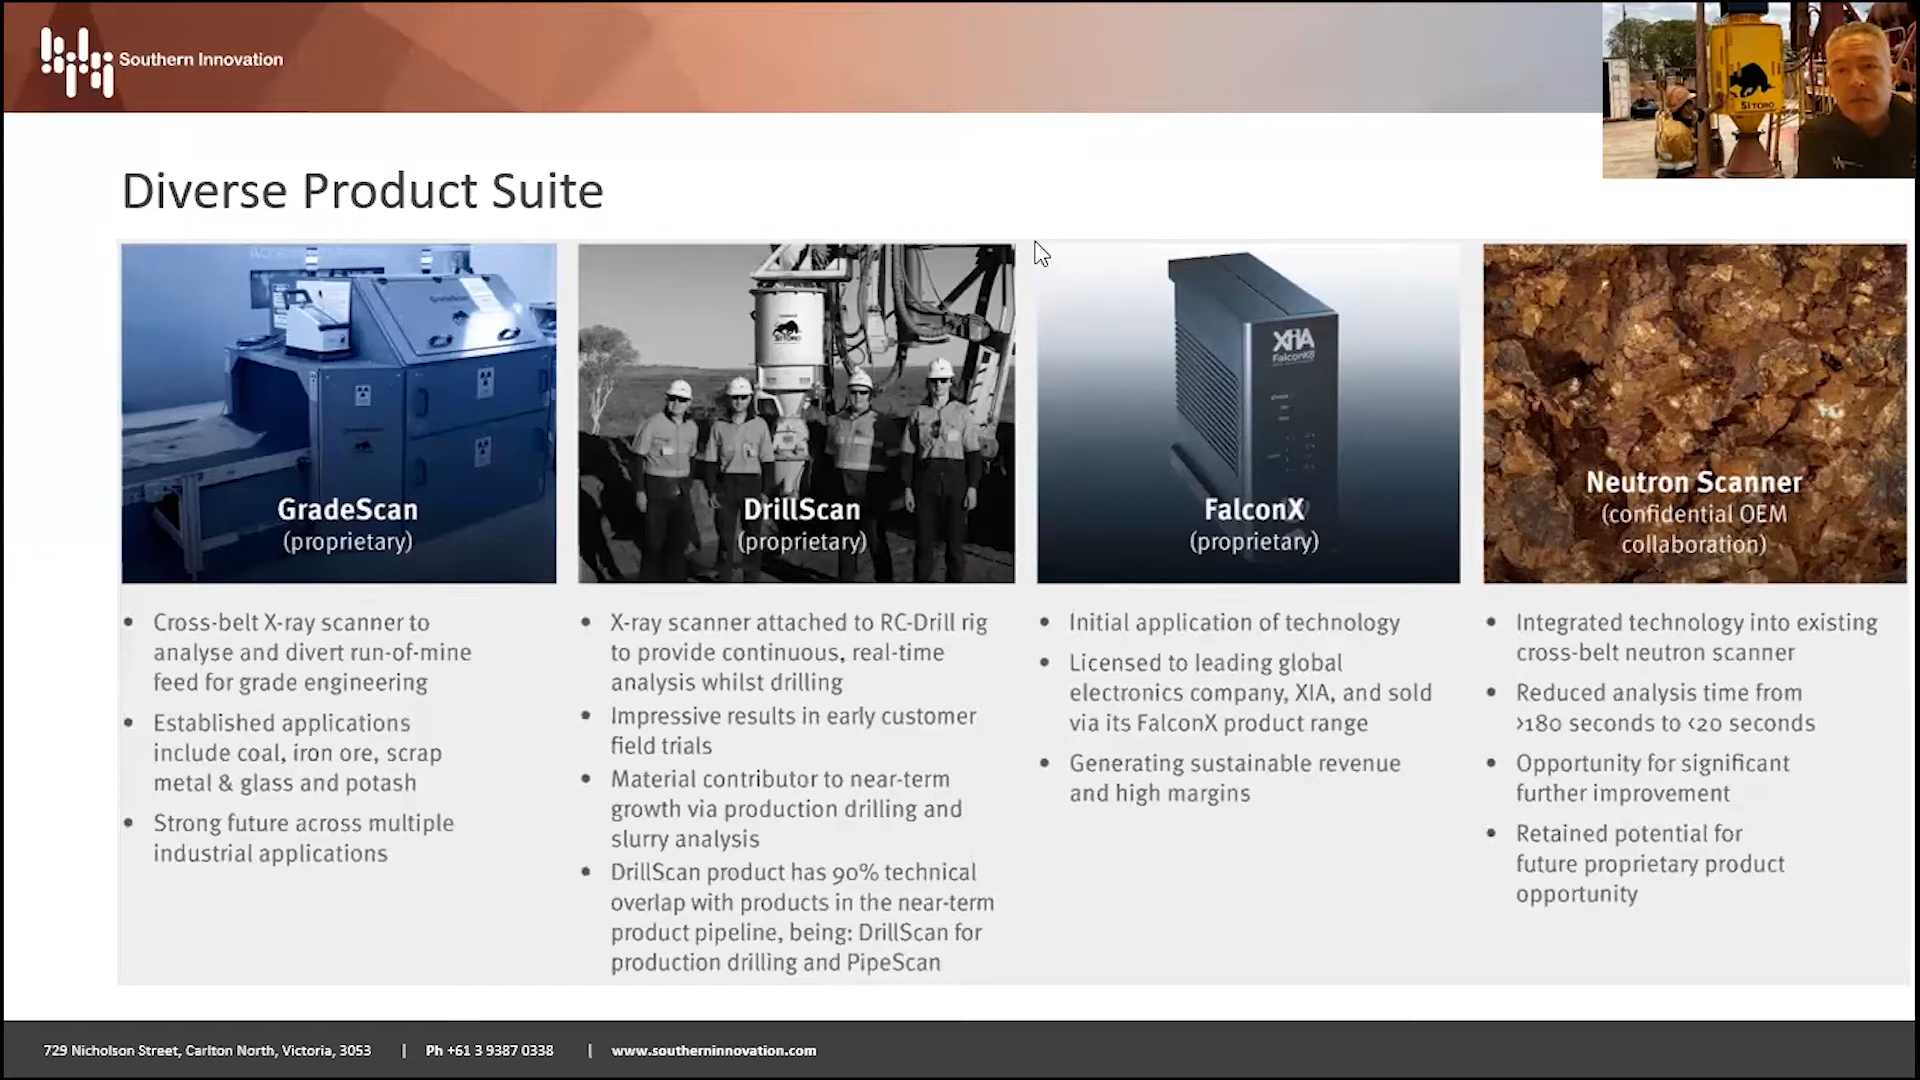 Southern Innovation
SITORO
Diverse Product Suite
GradeScan
(proprietary)
Cross-belt X-ray scanner to
analyse and divert run-of-mine
feed for grade engineering
Established applications
include coal, iron ore, scrap
metal & glass and potash
Strong future across multiple
industrial applications
SITORO
DrillScan
(proprietary)
X-ray scanner attached to RC-Drill rig
to provide continuous, real-time
analysis whilst drilling
Impressive results in early customer
field trials
Material contributor to near-term
growth via production drilling and
slurry analysis
DrillScan product has 90% technical
overlap with products in the near-term
product pipeline, being: DrillScan for
production drilling and PipeScan
XIA
FalconX8
FalconX
(proprietary)
Initial application of technology
Licensed to leading global
electronics company, XIA, and sold
via its FalconX product range
Generating sustainable revenue
and high margins
Neutron Scanner
(confidential OEM
collaboration)
Integrated technology into existing
cross-belt neutron scanner
Reduced analysis time from
>180 seconds to <20 seconds
Opportunity for significant
further improvement
Retained potential for
future proprietary product
opportunity
729 Nicholson Street, Carlton North, Victoria, 3053 | Ph +61 3 9387 0338 | www.southerninnovation.com